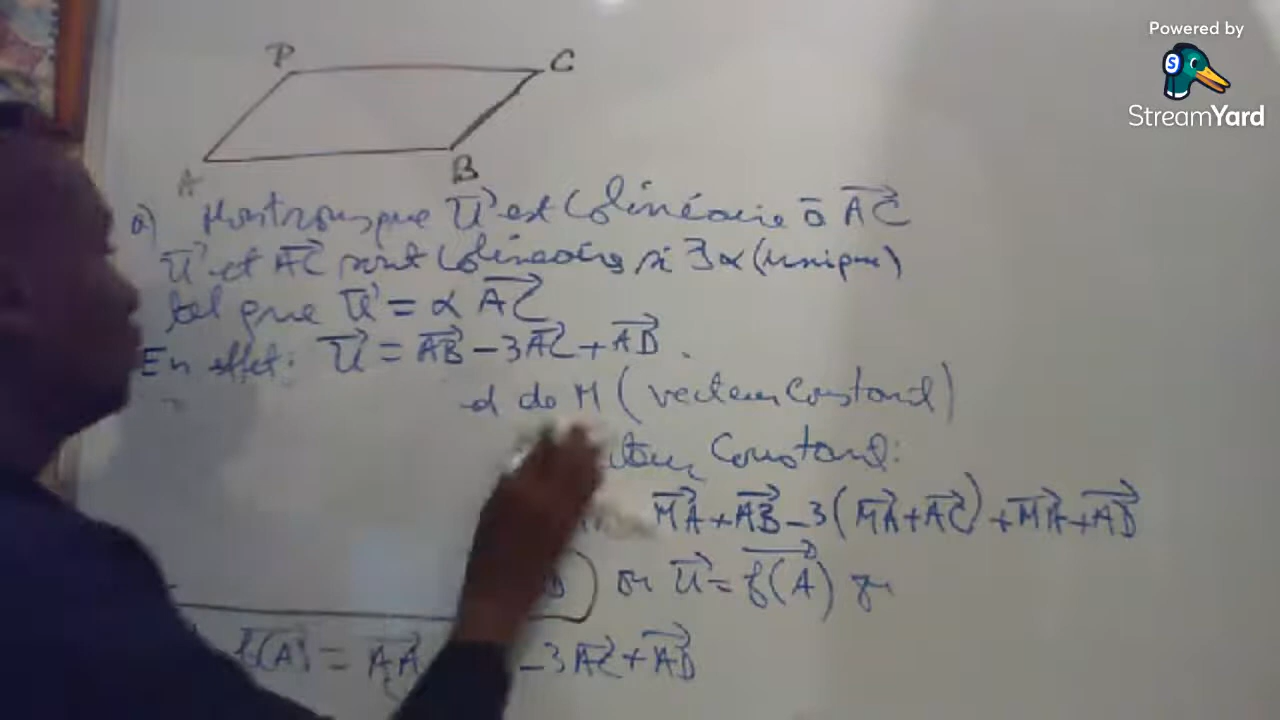 Powered by
StreamYard
C
A
B
a) Montrons que U⃗ est Colinéaire à AC⃗
U⃗ et AC⃗ sont Colinéaires si ∃ α (unique)
tel que U⃗ = α AC⃗
En effet: U⃗ = AB⃗ - 3AC⃗ + AD⃗.
de M (vecteur Constant)
Constant:
MA⃗ + AB⃗ - 3(MA⃗ + AC⃗) + MA⃗ + AD⃗
or U⃗ = f(A)⃗
f(A)⃗ = AA⃗ - 3AC⃗ + AD⃗